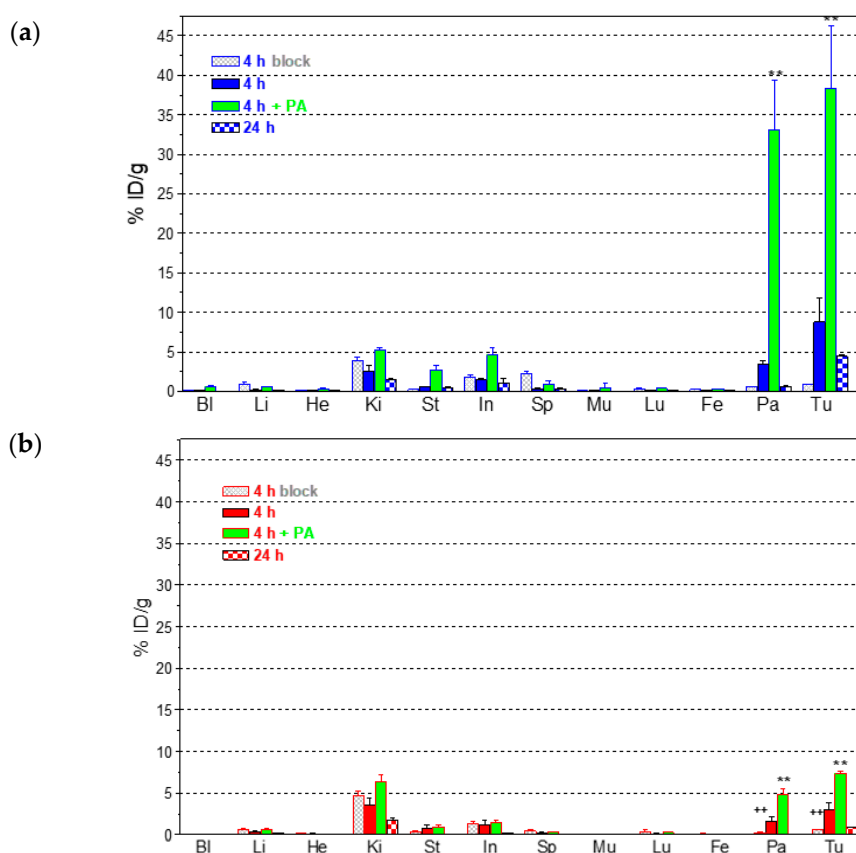 (a)
45
40
35
30
25
20
15
10
5
0
% ID/g
4 h block
4 h
4 h + PA
24 h
**
**
Bl Li He Ki St In Sp Mu Lu Fe Pa Tu
(b)
45
40
35
30
25
20
15
10
5
0
% ID/g
4 h block
4 h
4 h + PA
24 h
++ ** ++ **
Bl Li He Ki St In Sp Mu Lu Fe Pa Tu